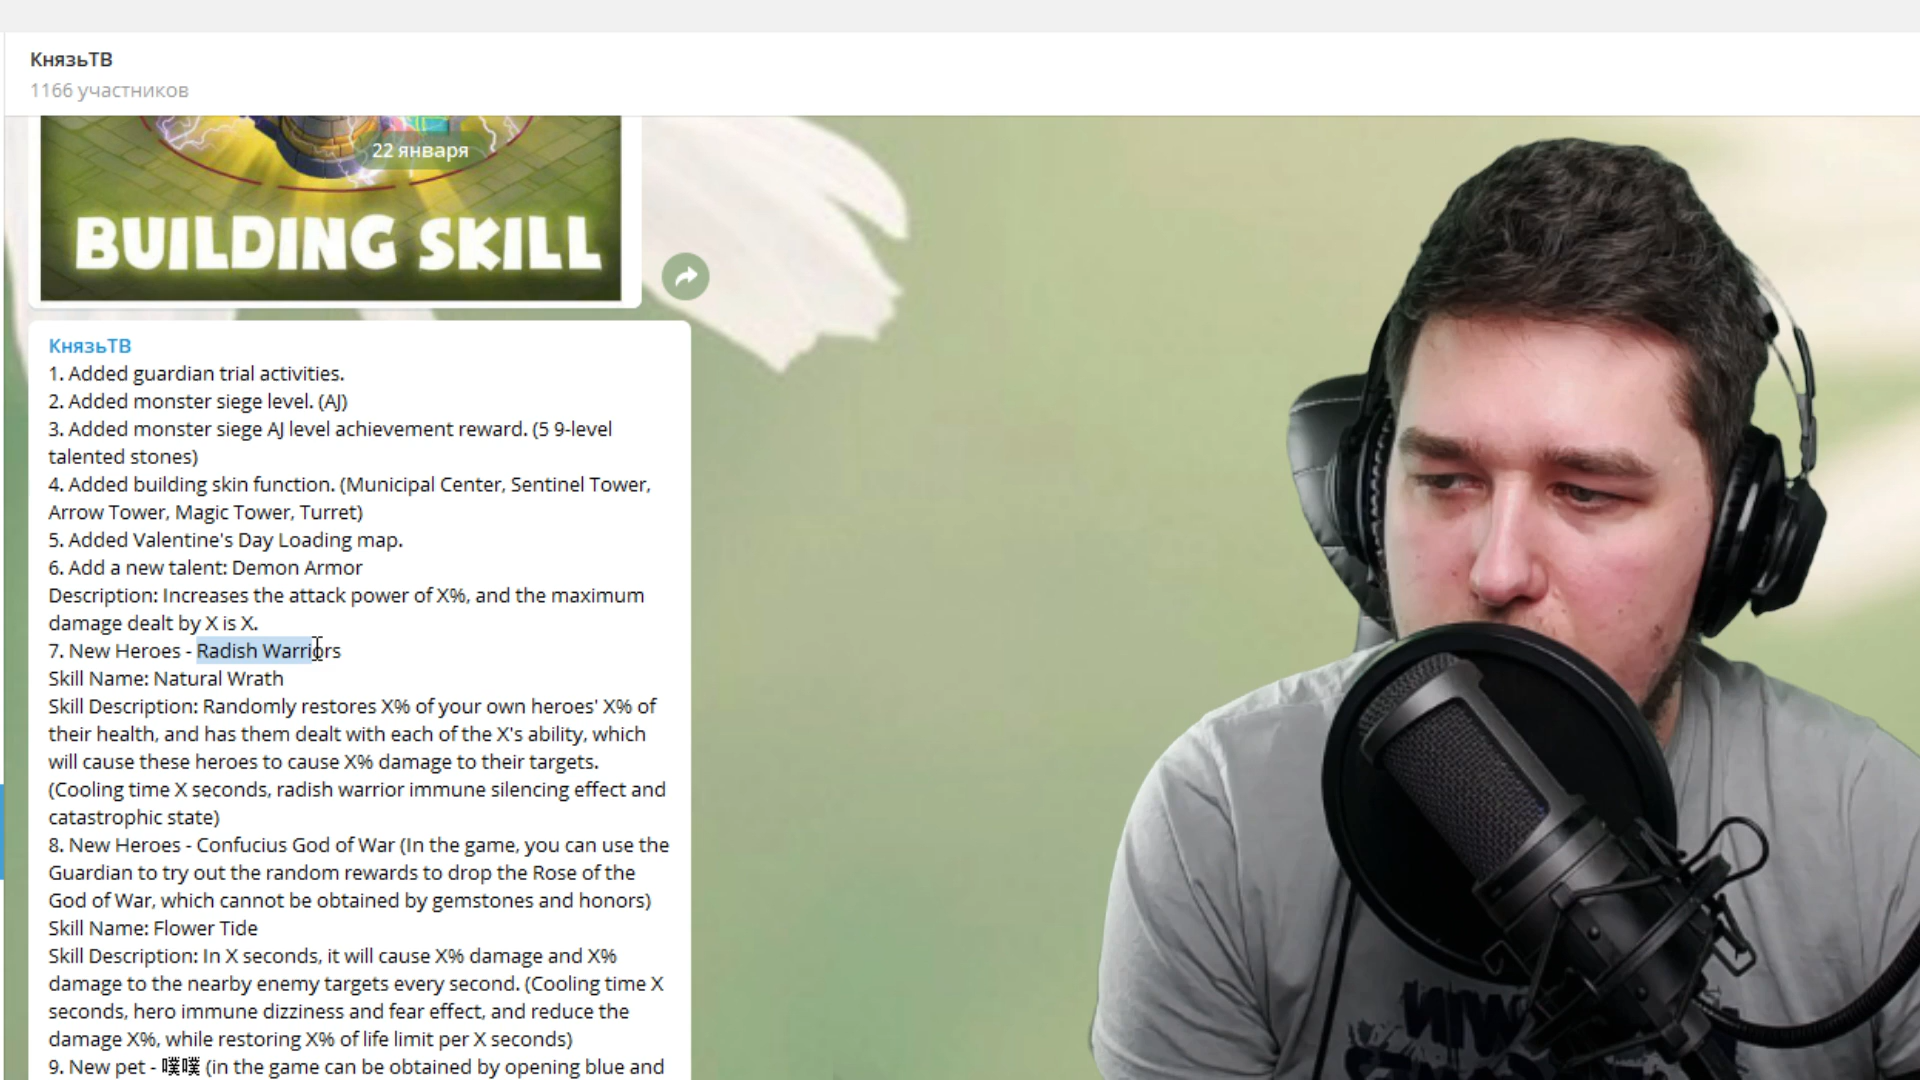 КнязьТВ
1166 участников
22 января
BUILDING SKILL
КнязьТВ
1. Added guardian trial activities.
2. Added monster siege level. (AJ)
3. Added monster siege AJ level achievement reward. (5 9-level
talented stones)
4. Added building skin function. (Municipal Center, Sentinel Tower,
Arrow Tower, Magic Tower, Turret)
5. Added Valentine's Day Loading map.
6. Add a new talent: Demon Armor
Description: Increases the attack power of X%, and the maximum
damage dealt by X is X.
7. New Heroes - Radish Warriors
Skill Name: Natural Wrath
Skill Description: Randomly restores X% of your own heroes' X% of
their health, and has them dealt with each of the X's ability, which
will cause these heroes to cause X% damage to their targets.
(Cooling time X seconds, radish warrior immune silencing effect and
catastrophic state)
8. New Heroes - Confucius God of War (In the game, you can use the
Guardian to try out the random rewards to drop the Rose of the
God of War, which cannot be obtained by gemstones and honors)
Skill Name: Flower Tide
Skill Description: In X seconds, it will cause X% damage and X%
damage to the nearby enemy targets every second. (Cooling time X
seconds, hero immune dizziness and fear effect, and reduce the
damage X%, while restoring X% of life limit per X seconds)
9. New pet - 噗噗 (in the game can be obtained by opening blue and